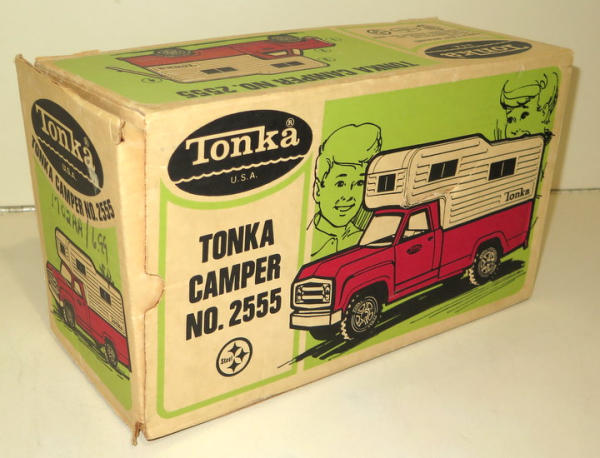 Tonka®
U.S.A.
TONKA
CAMPER
NO. 2555
Steel
Tonka
Tonka
U.S.A.
TONKA CAMPER NO. 2555
TONKA CAMPER NO. 2555
Tonka